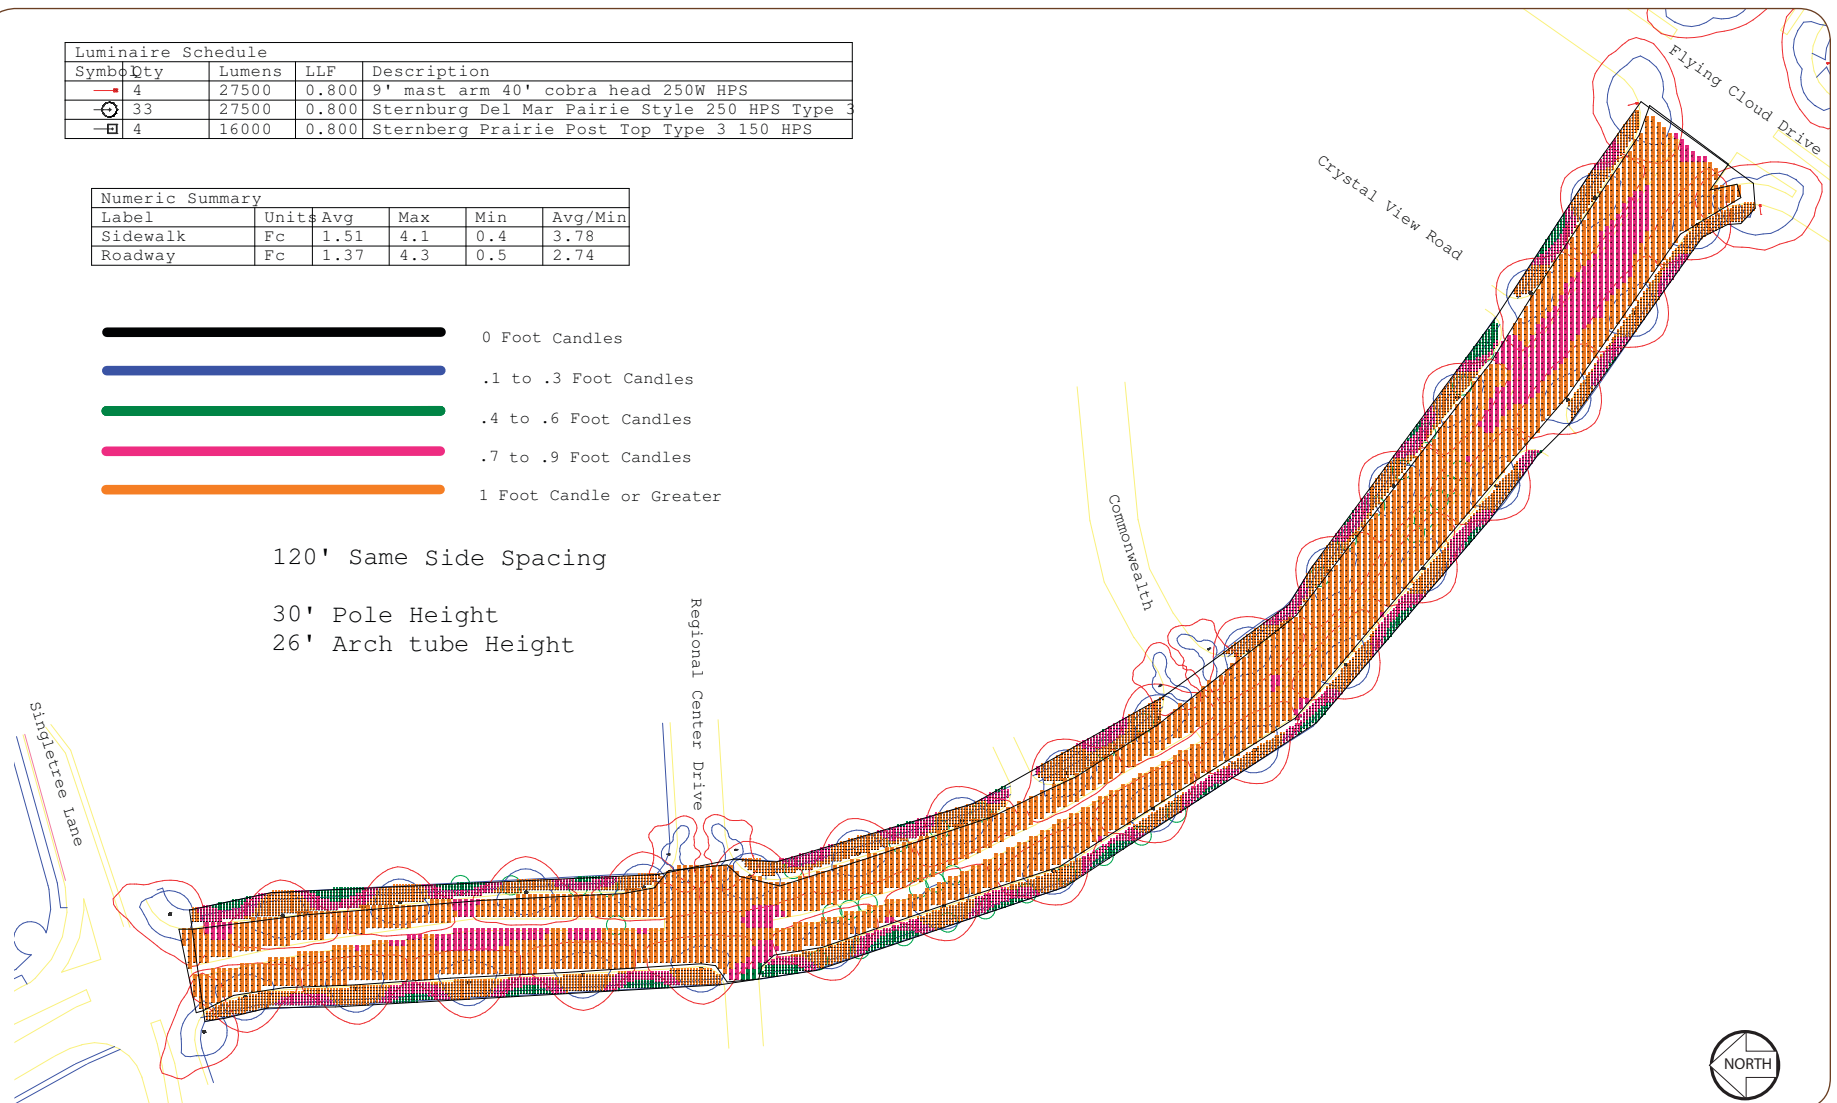 Luminaire Schedule
Symbol Qty Lumens LLF Description
4 27500 0.800 9' mast arm 40' cobra head 250W HPS
33 27500 0.800 Sternburg Del Mar Pairie Style 250 HPS Type 3
4 16000 0.800 Sternberg Prairie Post Top Type 3 150 HPS
Numeric Summary
Label Units Avg Max Min Avg/Min
Sidewalk Fc 1.51 4.1 0.4 3.78
Roadway Fc 1.37 4.3 0.5 2.74
0 Foot Candles
.1 to .3 Foot Candles
.4 to .6 Foot Candles
.7 to .9 Foot Candles
1 Foot Candle or Greater
120' Same Side Spacing
30' Pole Height
26' Arch tube Height
Singletree Lane
Regional Center Drive
Commonwealth
Crystal View Road
Flying Cloud Drive
NORTH